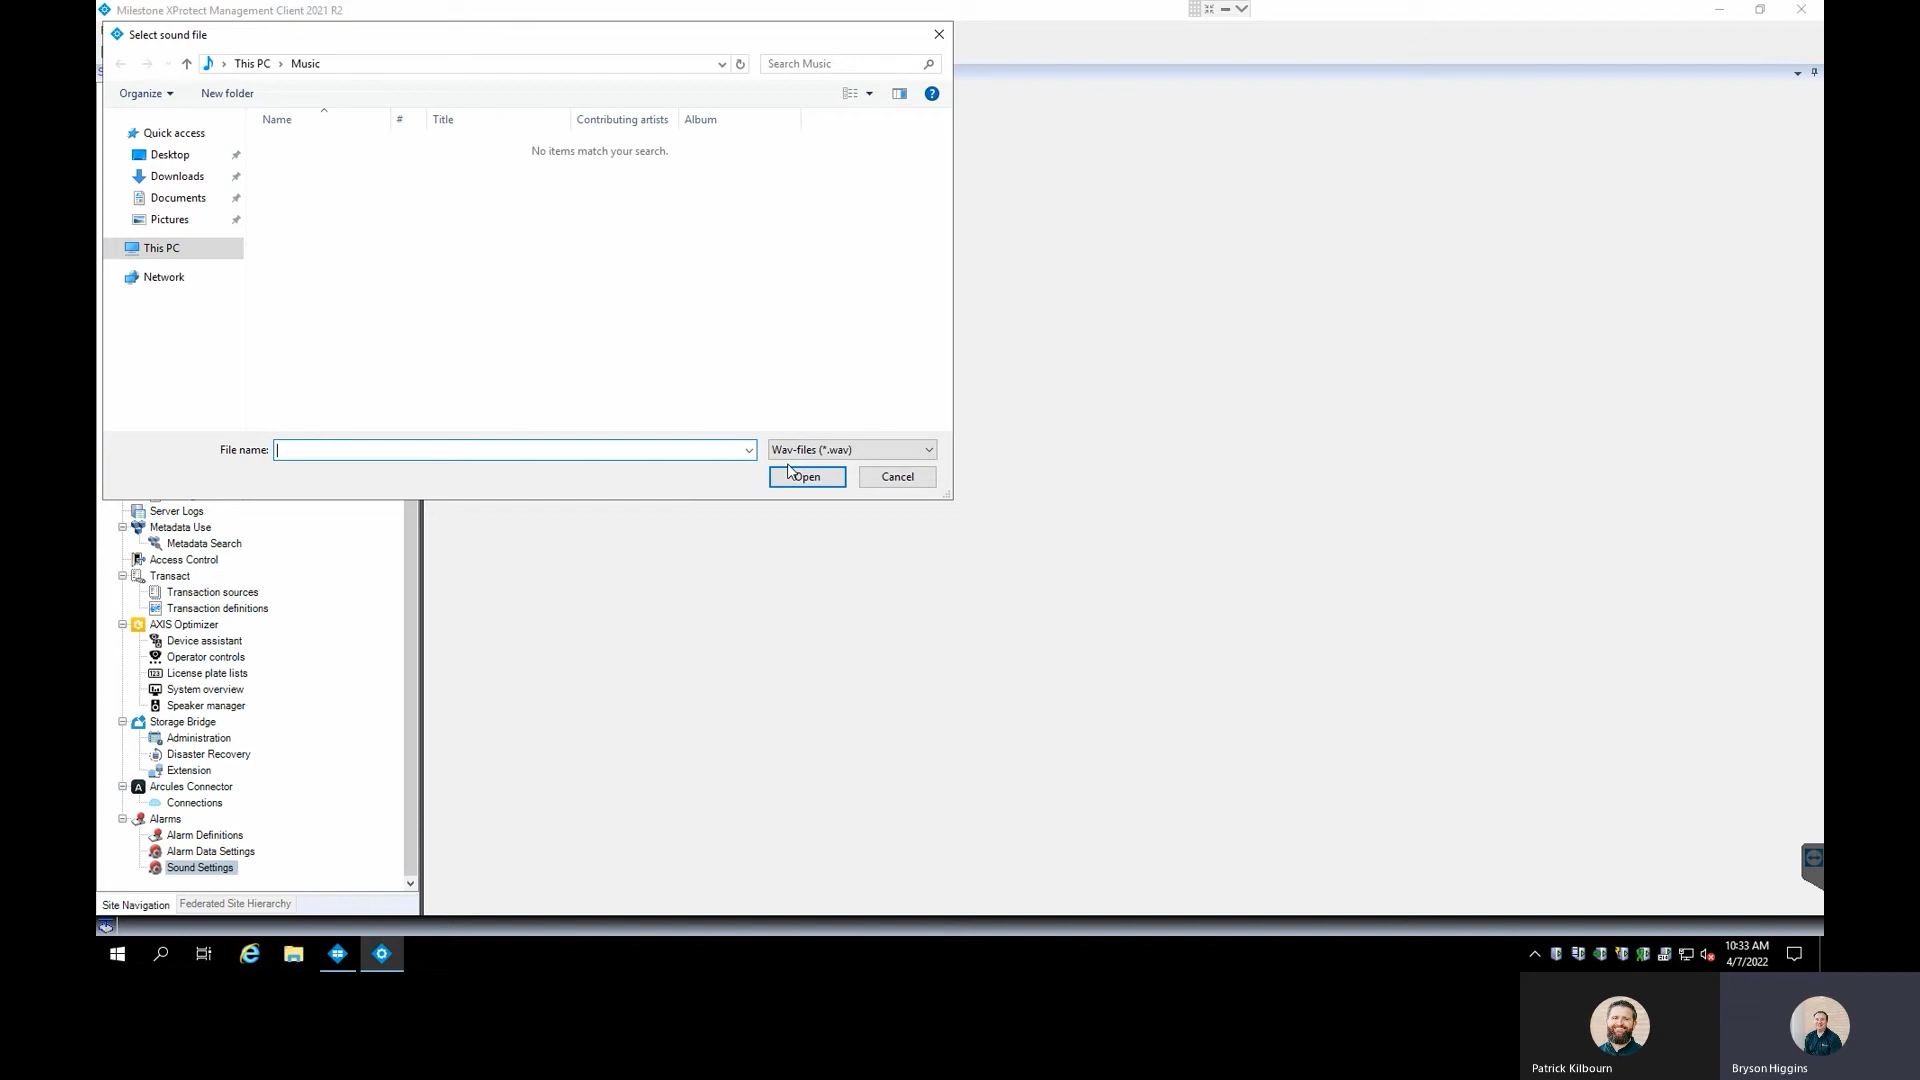 Milestone XProtect Management Client 2021 R2
Select sound file
This PC > Music
Search Music
Organize
New folder
Name
#
Title
Contributing artists
Album
No items match your search.
Quick access
Desktop
Downloads
Documents
Pictures
This PC
Network
File name:
Wav-files (*.wav)
Open
Cancel
Server Logs
Metadata Use
Metadata Search
Access Control
Transact
Transaction sources
Transaction definitions
AXIS Optimizer
Device assistant
Operator controls
License plate lists
System overview
Speaker manager
Storage Bridge
Administration
Disaster Recovery
Extension
Arcules Connector
Connections
Alarms
Alarm Definitions
Alarm Data Settings
Sound Settings
Site Navigation
Federated Site Hierarchy
10:33 AM
4/7/2022
Patrick Kilbourn
Bryson Higgins